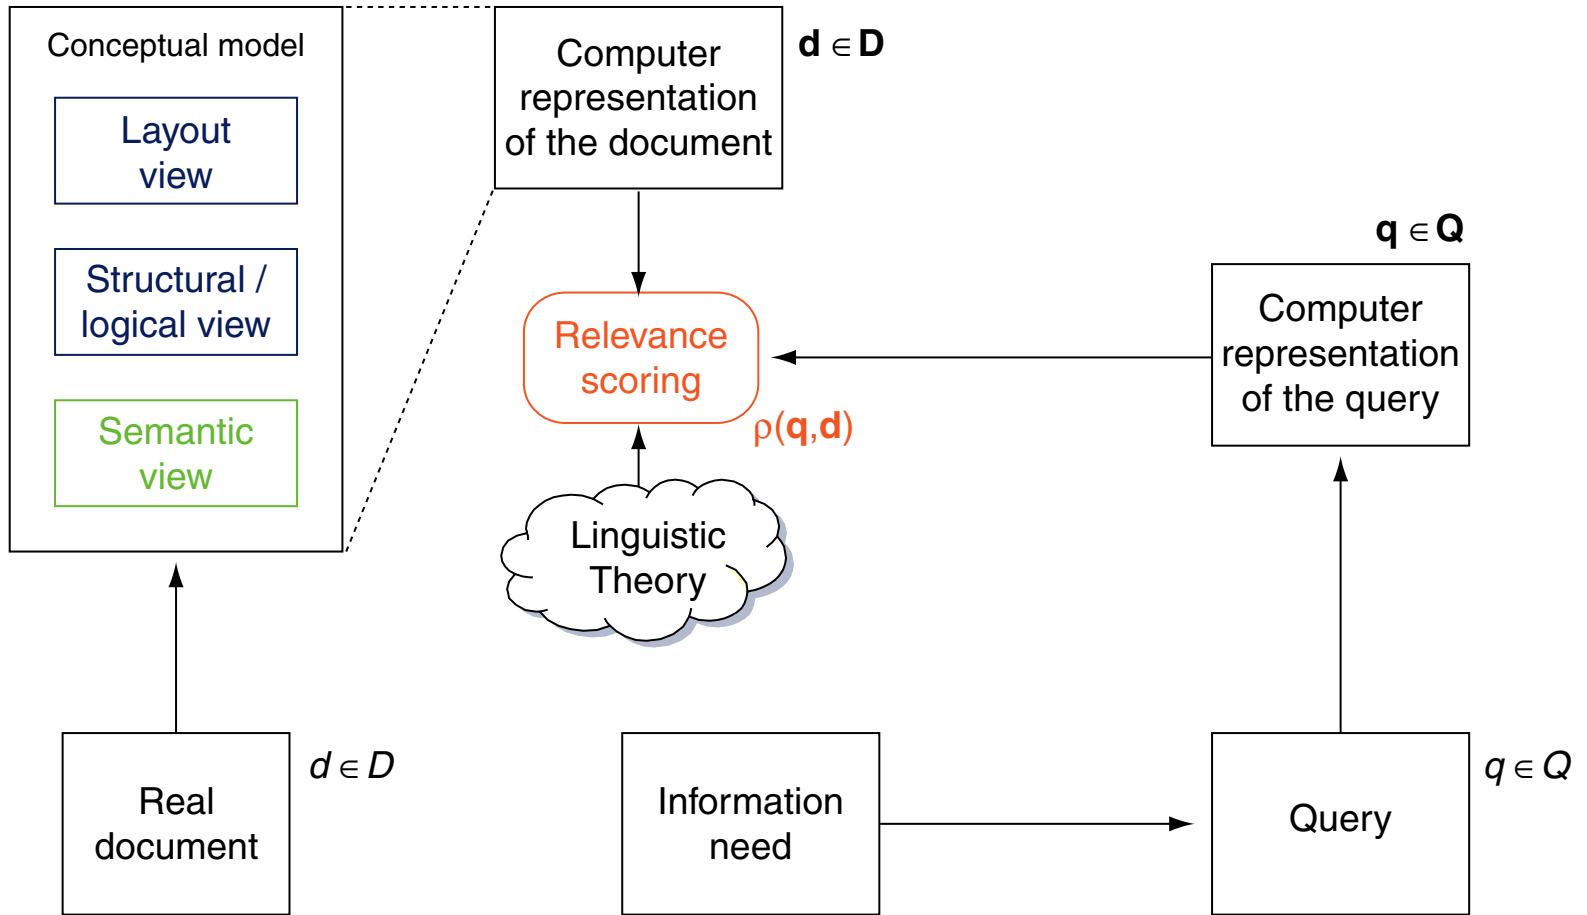 Conceptual model
Layout
view
Structural /
logical view
Semantic
view
Computer
representation
of the document
d ∈ D
q ∈ Q
Computer
representation
of the query
Relevance
scoring
ρ(q,d)
Linguistic
Theory
Real
document
d ∈ D
Information
need
Query
q ∈ Q